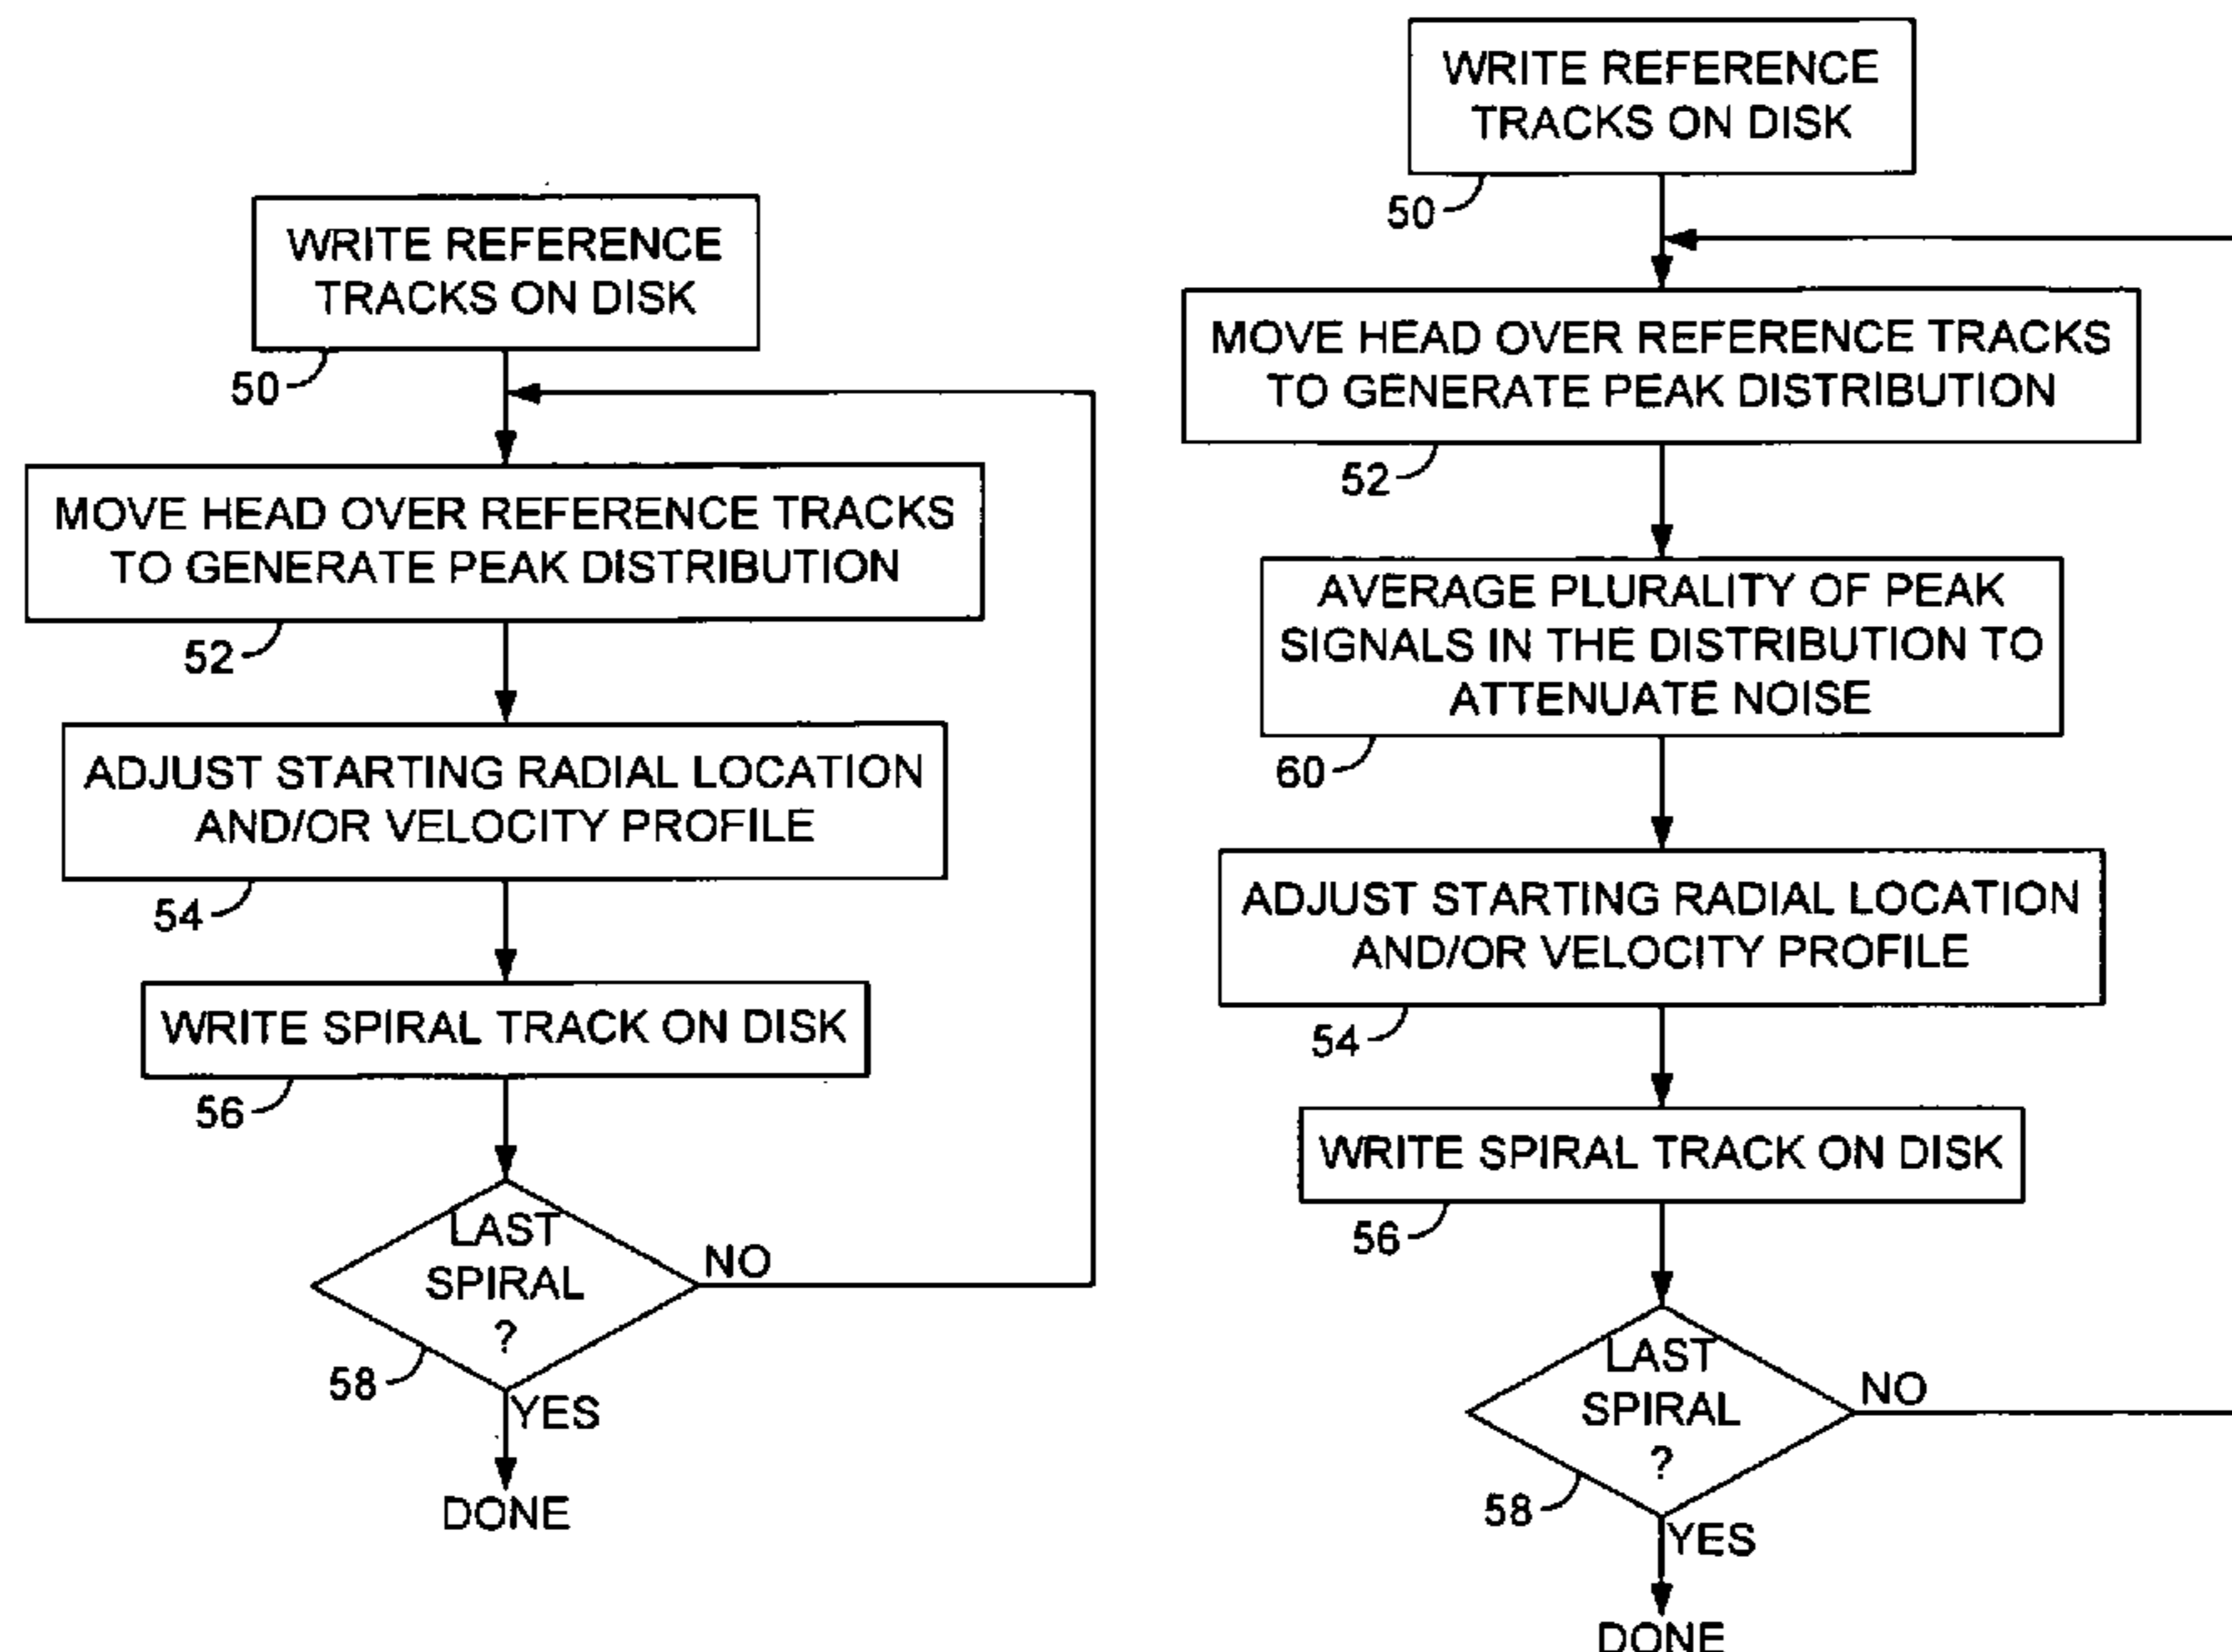 WRITE REFERENCE
TRACKS ON DISK
50
MOVE HEAD OVER REFERENCE TRACKS
TO GENERATE PEAK DISTRIBUTION
52
ADJUST STARTING RADIAL LOCATION
AND/OR VELOCITY PROFILE
54
WRITE SPIRAL TRACK ON DISK
56
LAST
SPIRAL
?
NO
58
YES
DONE
WRITE REFERENCE
TRACKS ON DISK
50
MOVE HEAD OVER REFERENCE TRACKS
TO GENERATE PEAK DISTRIBUTION
52
AVERAGE PLURALITY OF PEAK
SIGNALS IN THE DISTRIBUTION TO
ATTENUATE NOISE
60
ADJUST STARTING RADIAL LOCATION
AND/OR VELOCITY PROFILE
54
WRITE SPIRAL TRACK ON DISK
56
LAST
SPIRAL
?
NO
58
YES
DONE